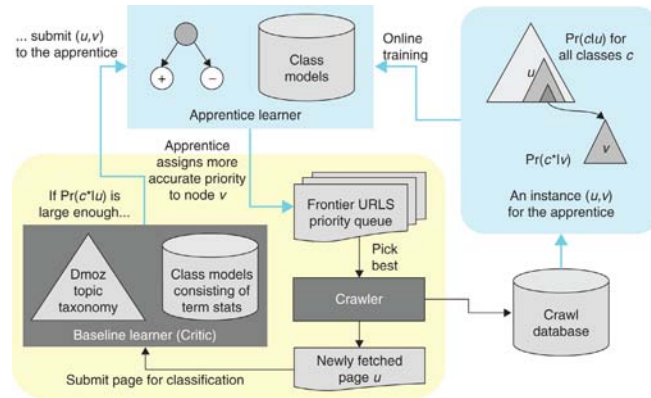 ... submit (u,v)
to the apprentice
+
−
Class
models
Apprentice learner
Online
training
Pr(c|u) for
all classes c
u
v
Pr(c*|v)
An instance (u,v)
for the apprentice
Apprentice
assigns more
accurate priority
to node v
If Pr(c*|u) is
large enough...
Frontier URLS
priority queue
Pick
best
Dmoz
topic
taxonomy
Class models
consisting of
term stats
Baseline learner (Critic)
Crawler
Crawl
database
Newly fetched
page u
Submit page for classification